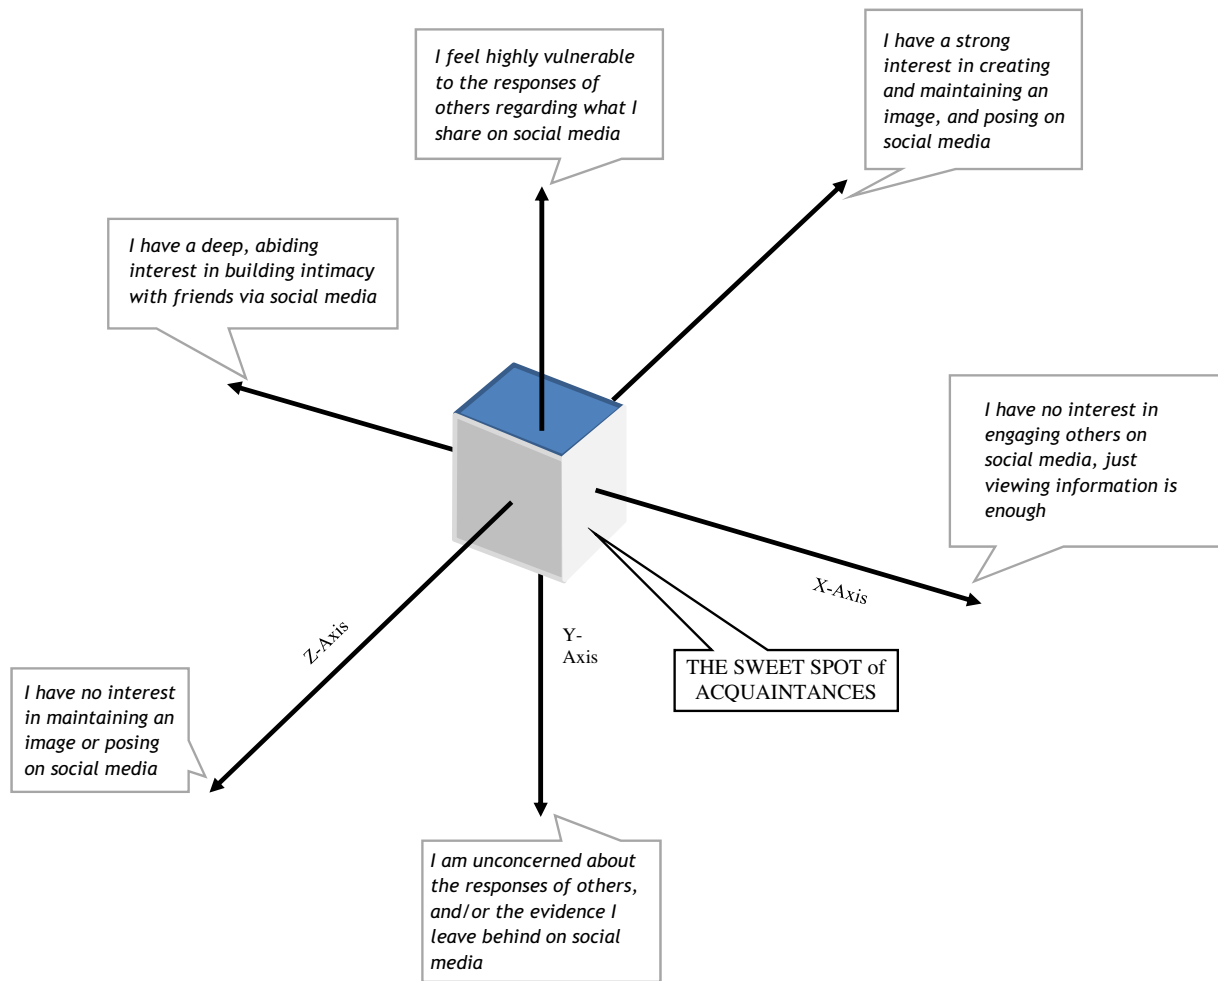 I feel highly vulnerable
to the responses of
others regarding what I
share on social media
I have a strong
interest in creating
and maintaining an
image, and posing on
social media
I have a deep, abiding
interest in building intimacy
with friends via social media
I have no interest in
engaging others on
social media, just
viewing information is
enough
X-Axis
Y-
Axis
Z-Axis
THE SWEET SPOT of
ACQUAINTANCES
I have no interest
in maintaining an
image or posing
on social media
I am unconcerned about
the responses of others,
and/or the evidence I
leave behind on social
media